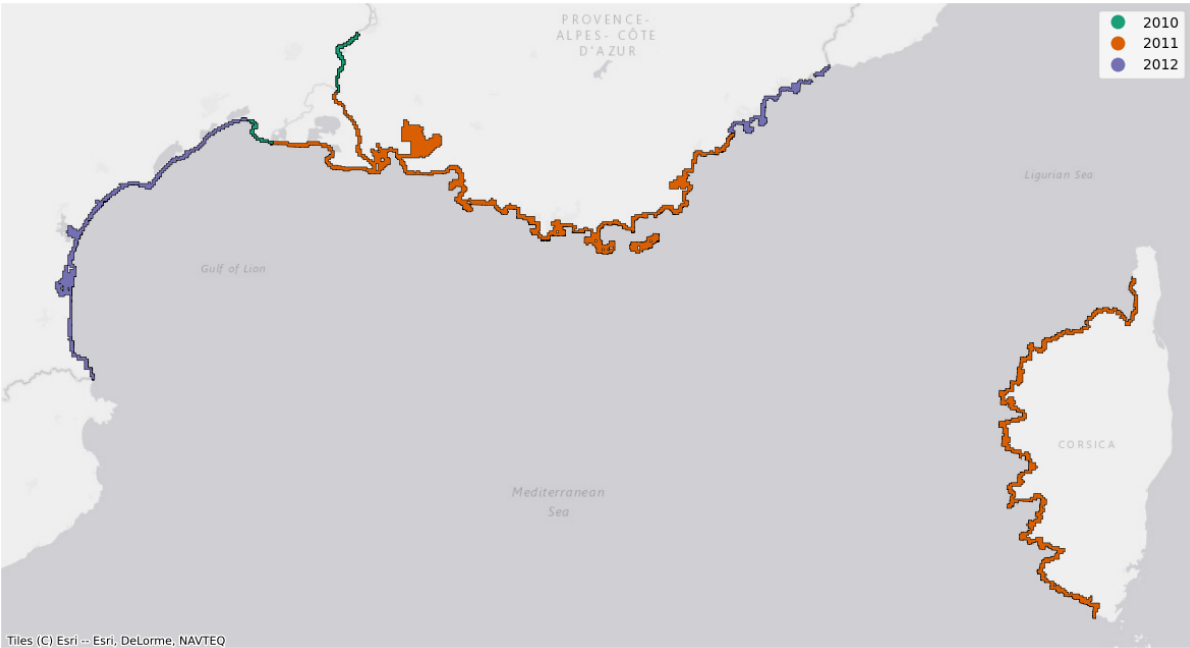 PROVENCE-
ALPES- CÔTE
D'AZUR
2010
2011
2012
Ligurian Sea
Gulf of Lion
CORSICA
Mediterranean
Sea
Tiles (C) Esri -- Esri, DeLorme, NAVTEQ